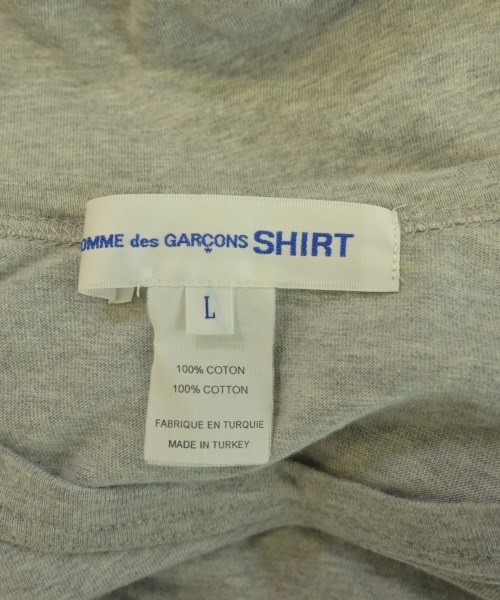 OMME des GARÇONS SHIRT
L
100% COTON
100% COTTON
FABRIQUE EN TURQUIE
MADE IN TURKEY